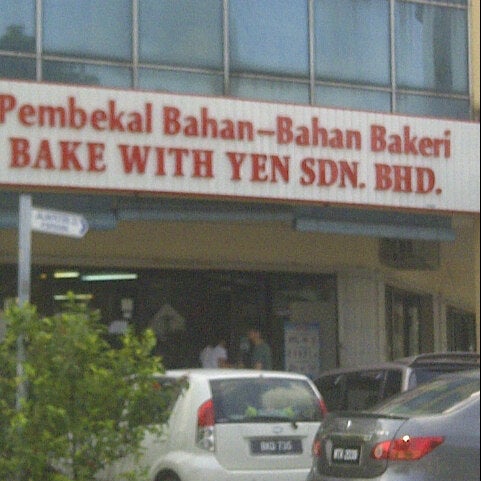 Pembekal Bahan-Bahan Bakeri
BAKE WITH YEN SDN. BHD.